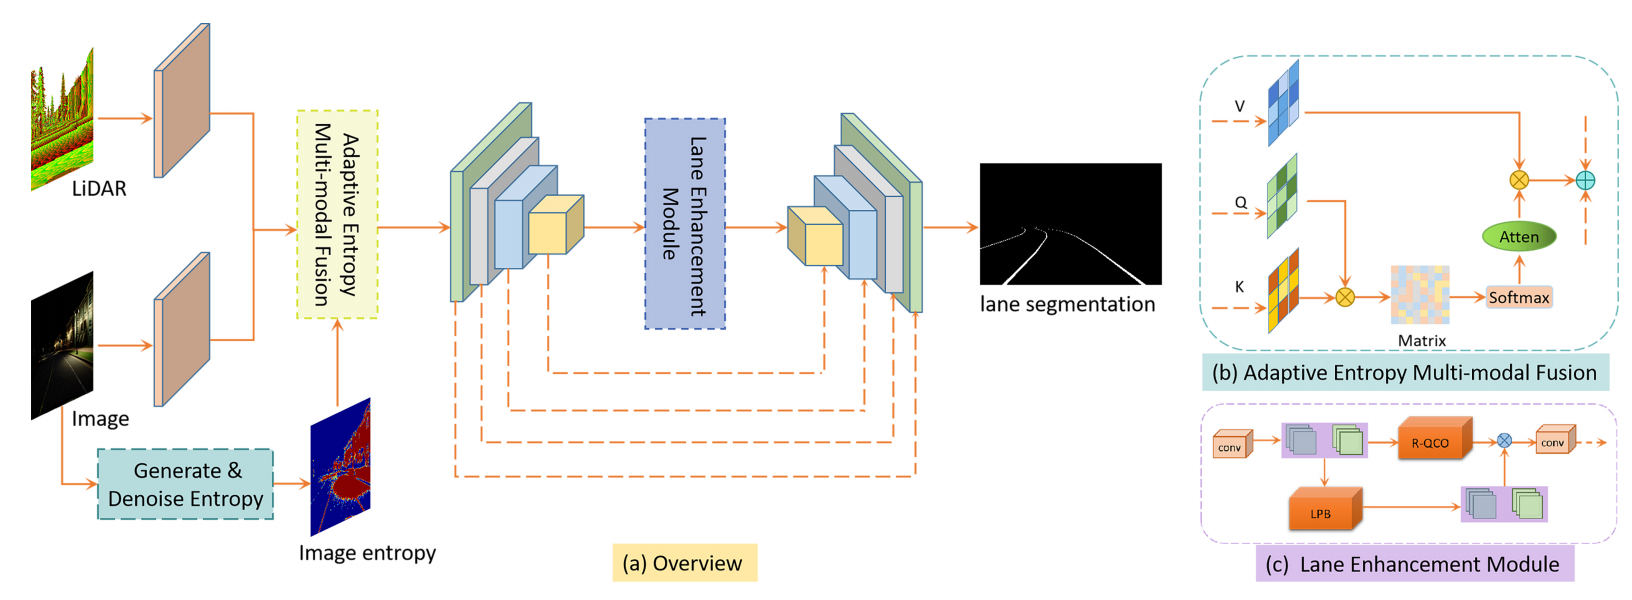 LiDAR
Image
Generate &
Denoise Entropy
Image entropy
Adaptive Entropy
Multi-modal Fusion
Lane Enhancement
Module
lane segmentation
(a) Overview
V
Q
K
Matrix
Softmax
Atten
(b) Adaptive Entropy Multi-modal Fusion
conv
R-QCO
conv
LPB
(c) Lane Enhancement Module